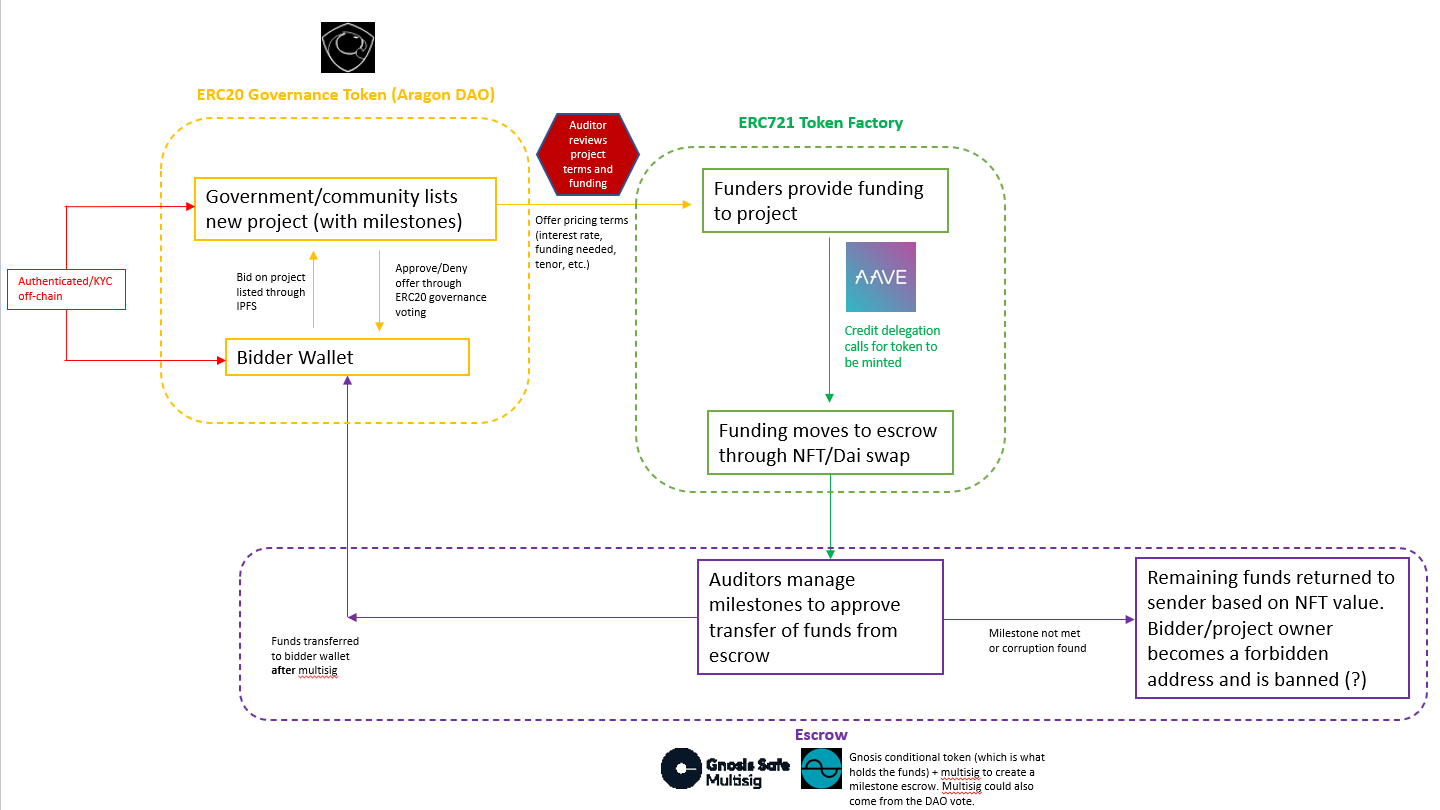 ERC20 Governance Token (Aragon DAO)
Government/community lists
new project (with milestones)
Authenticated/KYC
off-chain
Bid on project
listed through
IPFS
Approve/Deny
offer through
ERC20 governance
voting
Bidder Wallet
Auditor
reviews
project
terms and
funding
Offer pricing terms
(interest rate,
funding needed,
tenor, etc.)
ERC721 Token Factory
Funders provide funding
to project
AAVE
Credit delegation
calls for token to
be minted
Funding moves to escrow
through NFT/Dai swap
Funds transferred
to bidder wallet
after multisig
Auditors manage
milestones to approve
transfer of funds from
escrow
Milestone not met
or corruption found
Remaining funds returned to
sender based on NFT value.
Bidder/project owner
becomes a forbidden
address and is banned (?)
Escrow
Gnosis Safe
Multisig
Gnosis conditional token (which is what
holds the funds) + multisig to create a
milestone escrow. Multisig could also
come from the DAO vote.